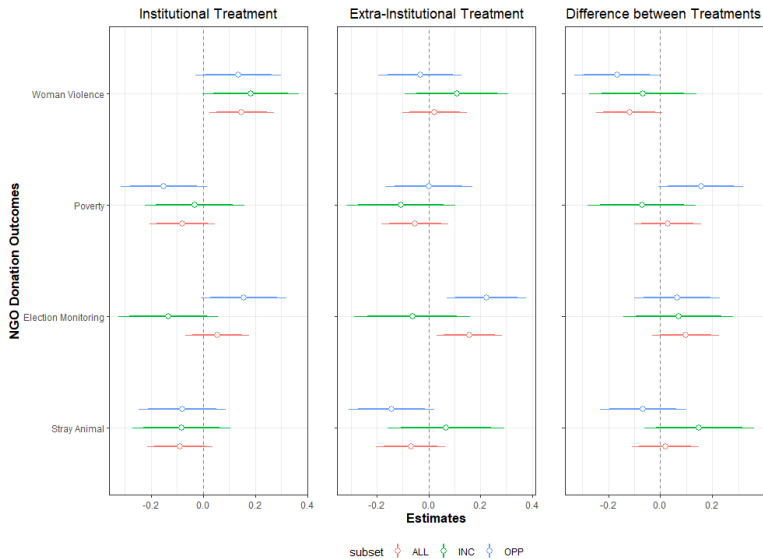 Institutional Treatment
Extra-Institutional Treatment
Difference between Treatments
NGO Donation Outcomes
Woman Violence
Poverty
Election Monitoring
Stray Animal
-0.2 0.0 0.2 0.4
-0.2 0.0 0.2 0.4
-0.2 0.0 0.2
Estimates
subset ALL INC OPP